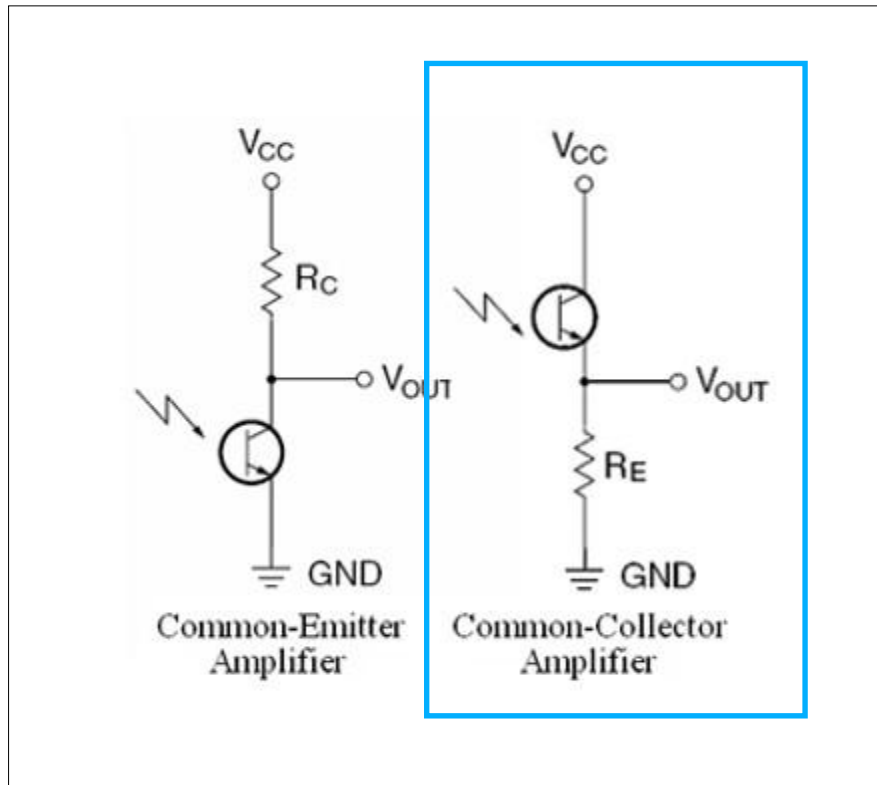 VCC
RC
VOUT
GND
Common-Emitter
Amplifier
VCC
VOUT
RE
GND
Common-Collector
Amplifier